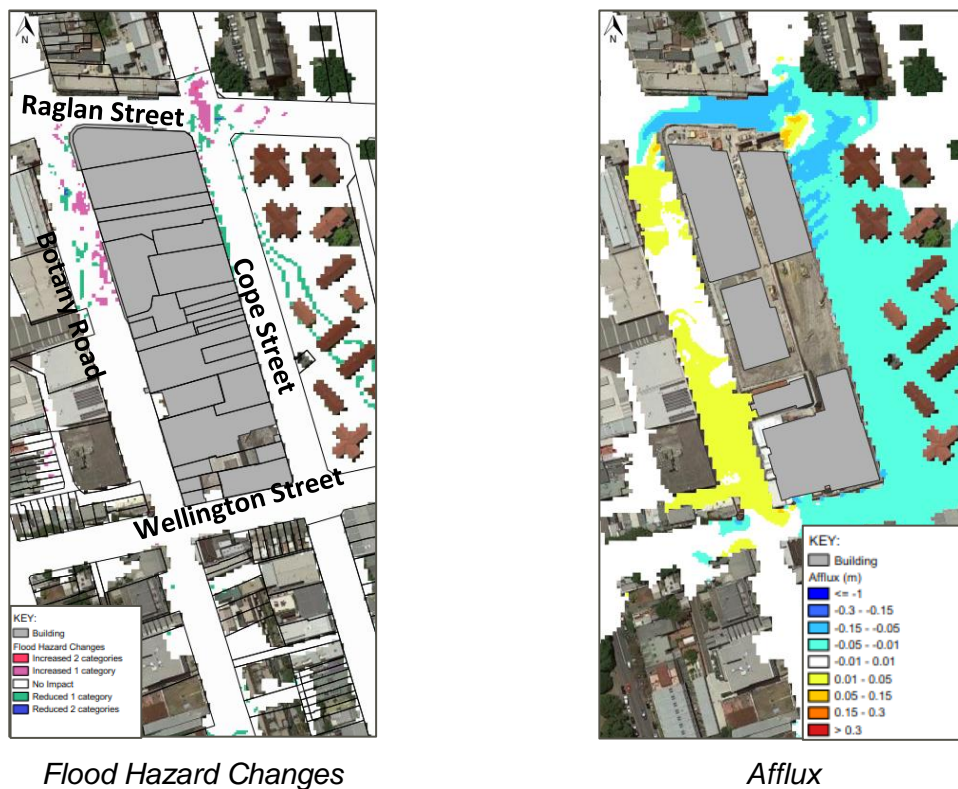 N
Raglan Street
Botany Road
Cope Street
Wellington Street
KEY:
Building
Flood Hazard Changes
Increased 2 categories
Increased 1 category
No Impact
Reduced 1 category
Reduced 2 categories
Flood Hazard Changes
N
KEY:
Building
Afflux (m)
<= -1
-0.3 - -0.15
-0.15 - -0.05
-0.05 - -0.01
-0.01 - 0.01
0.01 - 0.05
0.05 - 0.15
0.15 - 0.3
> 0.3
Afflux